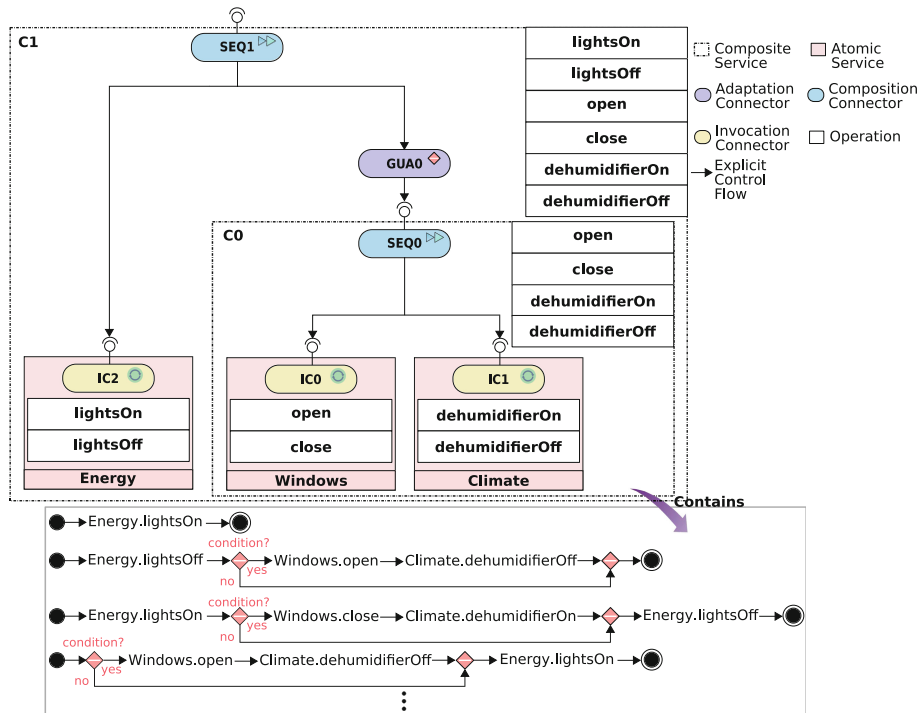 C1
SEQ1
lightsOn
lightsOff
open
close
dehumidifierOn
dehumidifierOff
Composite
Service
Atomic
Service
Adaptation
Connector
Composition
Connector
Invocation
Connector
Operation
Explicit
Control
Flow
GUA0
C0
SEQ0
open
close
dehumidifierOn
dehumidifierOff
IC2
lightsOn
lightsOff
Energy
IC0
open
close
Windows
IC1
dehumidifierOn
dehumidifierOff
Climate
Contains
Energy.lightsOn
condition?
Energy.lightsOff
yes
no
Windows.open
Climate.dehumidifierOff
condition?
Energy.lightsOn
yes
no
Windows.close
Climate.dehumidifierOn
Energy.lightsOff
condition?
yes
no
Windows.open
Climate.dehumidifierOff
Energy.lightsOn